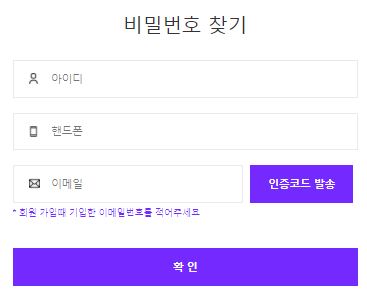 비밀번호 찾기
아이디
핸드폰
이메일
인증코드 발송
* 회원 가입때 기입한 이메일번호를 적어주세요
확 인